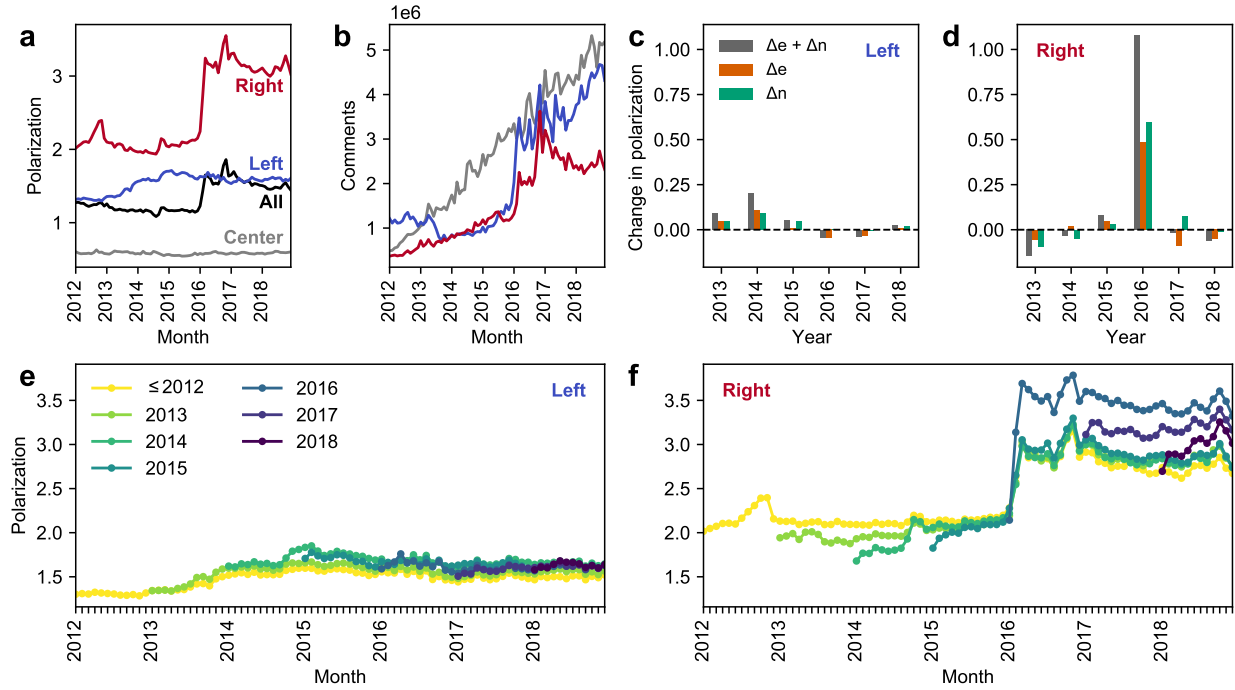 a
Polarization
3
2
1
Right
Left
All
Center
2012
2013
2014
2015
2016
2017
2018
Month
b
1e6
Comments
5
4
3
2
1
2012
2013
2014
2015
2016
2017
2018
Month
c
Change in polarization
1.00
0.75
0.50
0.25
0.00
Δe + Δn
Δe
Δn
Left
2013
2014
2015
2016
2017
2018
Year
d
1.00
0.75
0.50
0.25
0.00
Right
2013
2014
2015
2016
2017
2018
Year
e
Polarization
3.5
3.0
2.5
2.0
1.5
≤2012
2013
2014
2015
2016
2017
2018
Left
2012
2013
2014
2015
2016
2017
2018
Month
f
3.5
3.0
2.5
2.0
1.5
Right
2012
2013
2014
2015
2016
2017
2018
Month